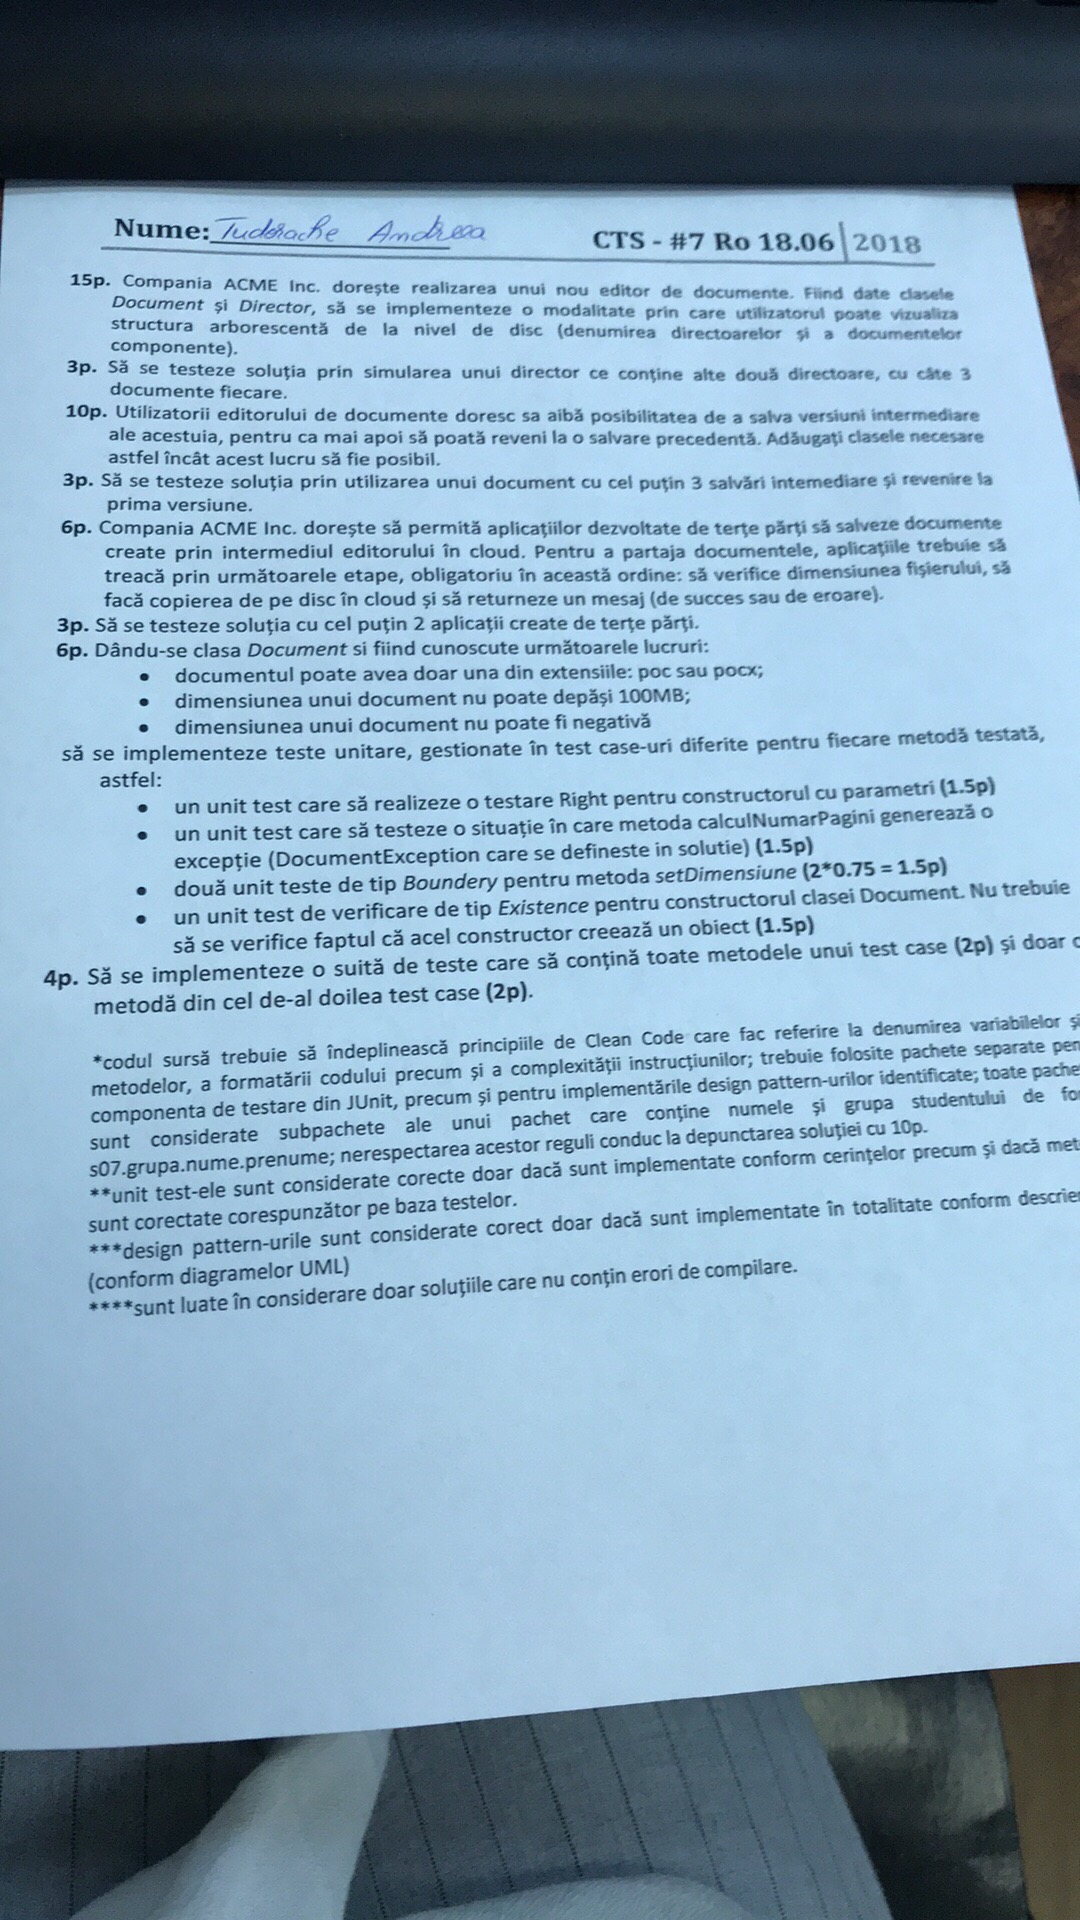 Nume: Tudorache Andreea
CTS - #7 Ro 18.06 2018
15p. Compania ACME Inc. dorește realizarea unui nou editor de documente. Fiind date clasele
Document și Director, să se implementeze o modalitate prin care utilizatorul poate vizualiza
structura arborescentă de la nivel de disc (denumirea directoarelor și a documentelor
componente).
3p. Să se testeze soluția prin simularea unui director ce conține alte două directoare, cu câte 3
documente fiecare.
10p. Utilizatorii editorului de documente doresc sa aibă posibilitatea de a salva versiuni intermediare
ale acestuia, pentru ca mai apoi să poată reveni la o salvare precedentă. Adăugați clasele necesare
astfel încât acest lucru să fie posibil.
3p. Să se testeze soluția prin utilizarea unui document cu cel puțin 3 salvări intemediare și revenire la
prima versiune.
6p. Compania ACME Inc. dorește să permită aplicațiilor dezvoltate de terțe părți să salveze documente
create prin intermediul editorului în cloud. Pentru a partaja documentele, aplicațiile trebuie să
treacă prin următoarele etape, obligatoriu în această ordine: să verifice dimensiunea fișierului, să
facă copierea de pe disc în cloud și să returneze un mesaj (de succes sau de eroare).
3p. Să se testeze soluția cu cel puțin 2 aplicații create de terțe părți.
6p. Dându-se clasa Document si fiind cunoscute următoarele lucruri:
• documentul poate avea doar una din extensiile: poc sau pocx;
• dimensiunea unui document nu poate depăși 100MB;
• dimensiunea unui document nu poate fi negativă
să se implementeze teste unitare, gestionate în test case-uri diferite pentru fiecare metodă testată,
astfel:
• un unit test care să realizeze o testare Right pentru constructorul cu parametri (1.5p)
• un unit test care să testeze o situație în care metoda calculNumarPagini generează o
excepție (DocumentException care se defineste in solutie) (1.5p)
• două unit teste de tip Boundery pentru metoda setDimensiune (2*0.75 = 1.5p)
• un unit test de verificare de tip Existence pentru constructorul clasei Document. Nu trebuie
să se verifice faptul că acel constructor creează un obiect (1.5p)
4p. Să se implementeze o suită de teste care să conțină toate metodele unui test case (2p) și doar o
metodă din cel de-al doilea test case (2p).
*codul sursă trebuie să îndeplinească principiile de Clean Code care fac referire la denumirea variabilelor și
metodelor, a formatării codului precum și a complexității instrucțiunilor; trebuie folosite pachete separate pen
componenta de testare din JUnit, precum și pentru implementările design pattern-urilor identificate; toate pache
sunt considerate subpachete ale unui pachet care conține numele și grupa studentului de fo
s07.grupa.nume.prenume; nerespectarea acestor reguli conduc la depunctarea soluției cu 10p.
**unit test-ele sunt considerate corecte doar dacă sunt implementate conform cerințelor precum și dacă met
sunt corectate corespunzător pe baza testelor.
***design pattern-urile sunt considerate corect doar dacă sunt implementate în totalitate conform descrier
(conform diagramelor UML)
****sunt luate în considerare doar soluțiile care nu conțin erori de compilare.